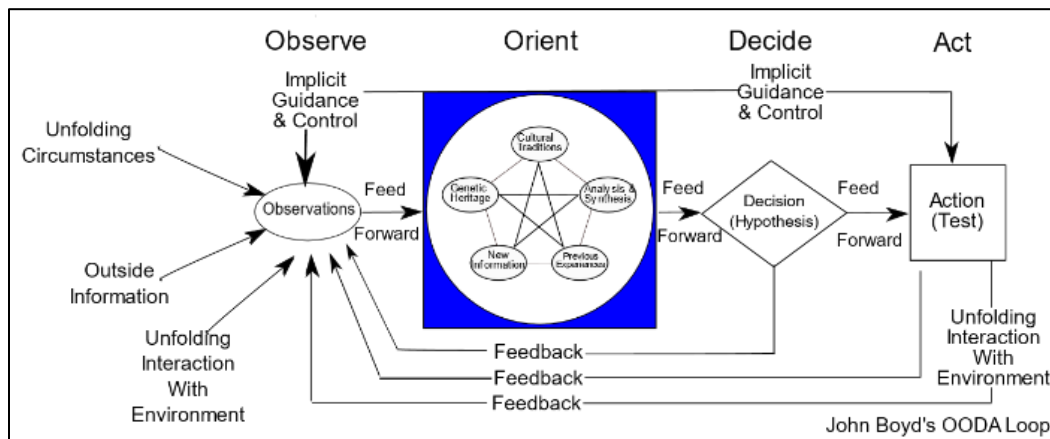 Observe
Orient
Decide
Act
Implicit
Guidance
& Control
Implicit
Guidance
& Control
Unfolding
Circumstances
Observations
Feed
Forward
Cultural
Traditions
Genetic
Heritage
Analysis &
Synthesis
New
Information
Previous
Experiences
Feed
Forward
Decision
(Hypothesis)
Feed
Forward
Action
(Test)
Outside
Information
Unfolding
Interaction
With
Environment
Feedback
Feedback
Feedback
Unfolding
Interaction
With
Environment
John Boyd's OODA Loop